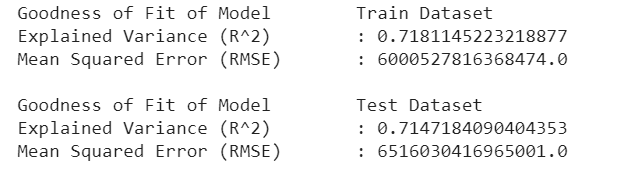 Goodness of Fit of Model Train Dataset
Explained Variance (R^2) : 0.7181145223218877
Mean Squared Error (RMSE) : 6000527816368474.0
Goodness of Fit of Model Test Dataset
Explained Variance (R^2) : 0.7147184090404353
Mean Squared Error (RMSE) : 6516030416965001.0